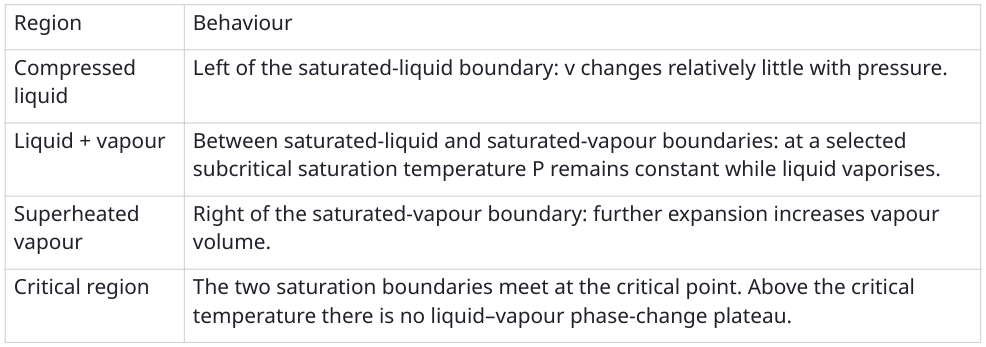 Region
Behaviour
Compressed
liquid
Left of the saturated-liquid boundary: v changes relatively little with pressure.
Liquid + vapour
Between saturated-liquid and saturated-vapour boundaries: at a selected
subcritical saturation temperature P remains constant while liquid vaporises.
Superheated
vapour
Right of the saturated-vapour boundary: further expansion increases vapour
volume.
Critical region
The two saturation boundaries meet at the critical point. Above the critical
temperature there is no liquid–vapour phase-change plateau.